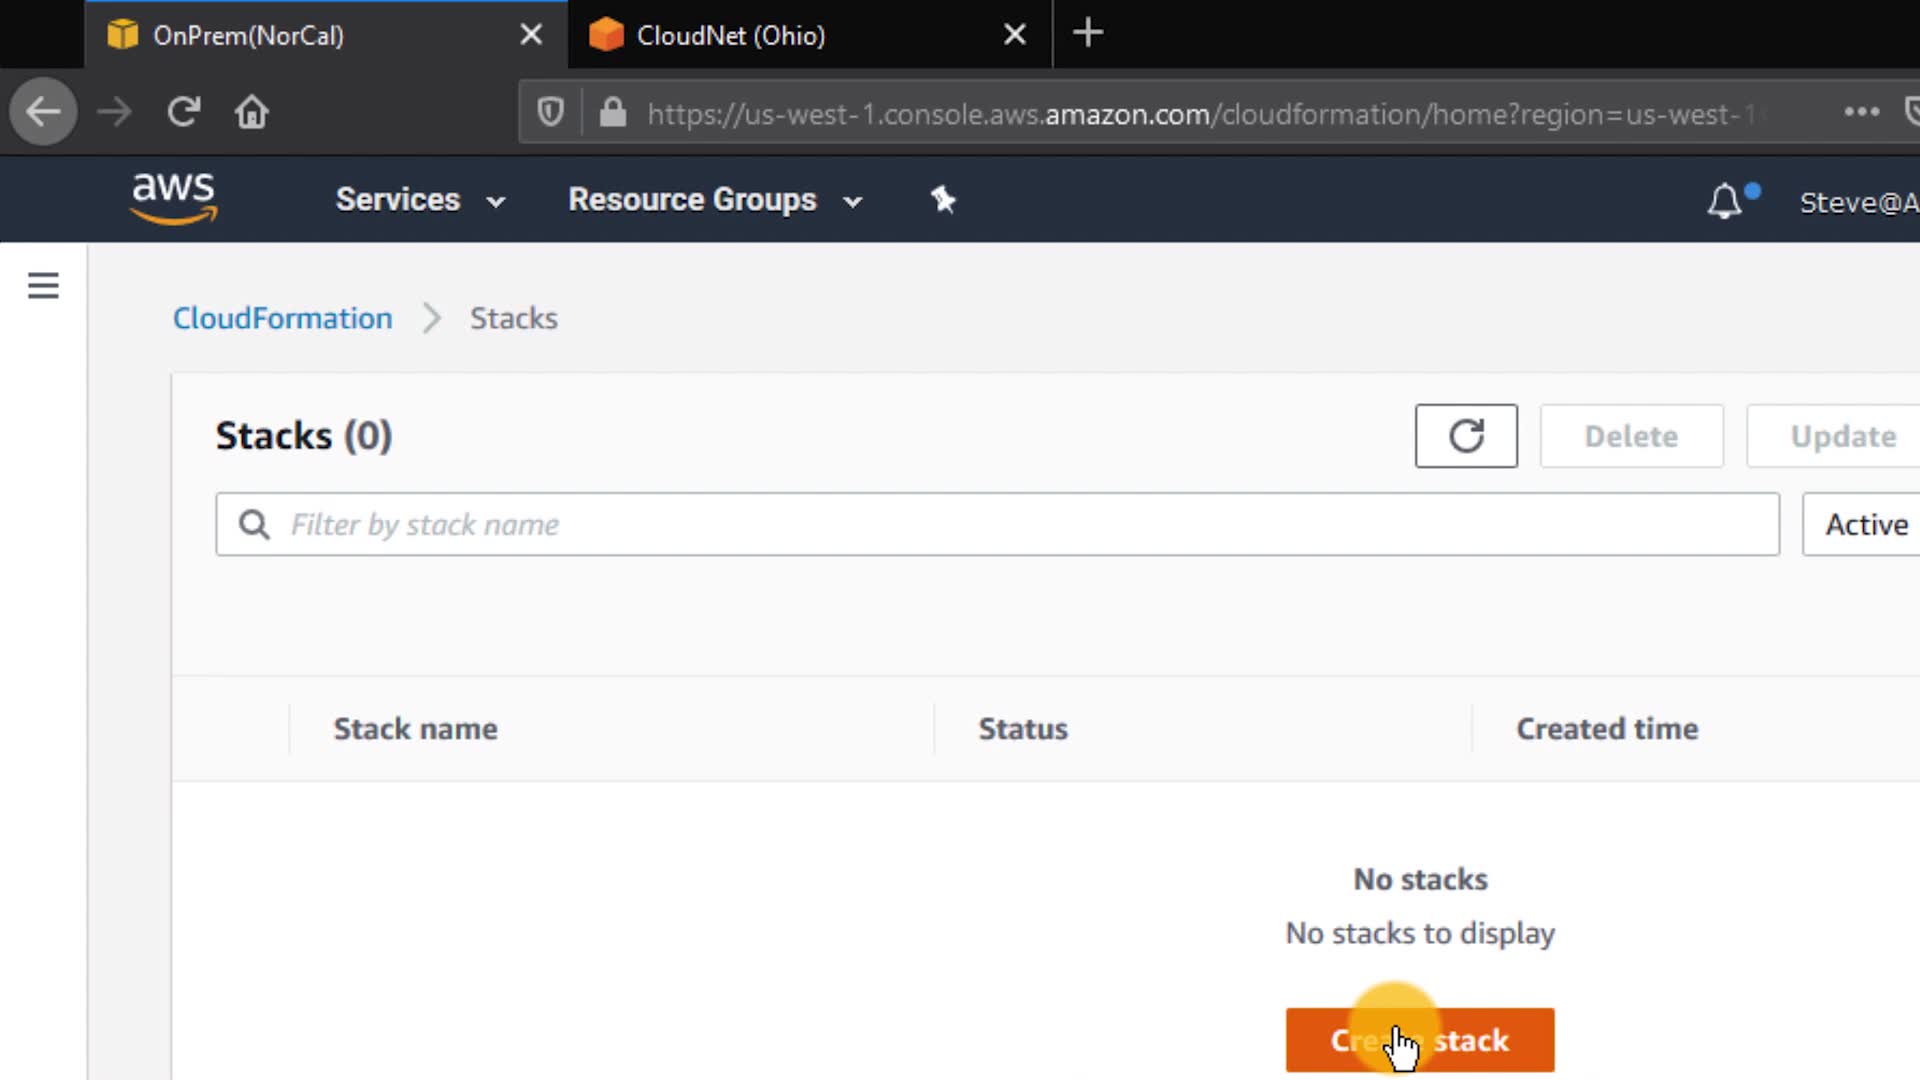 OnPrem(NorCal)
CloudNet (Ohio)
https://us-west-1.console.aws.amazon.com/cloudformation/home?region=us-west-1
aws
Services
Resource Groups
Steve@A
CloudFormation
Stacks
Stacks (0)
Delete
Update
Filter by stack name
Active
Stack name
Status
Created time
No stacks
No stacks to display
Create stack